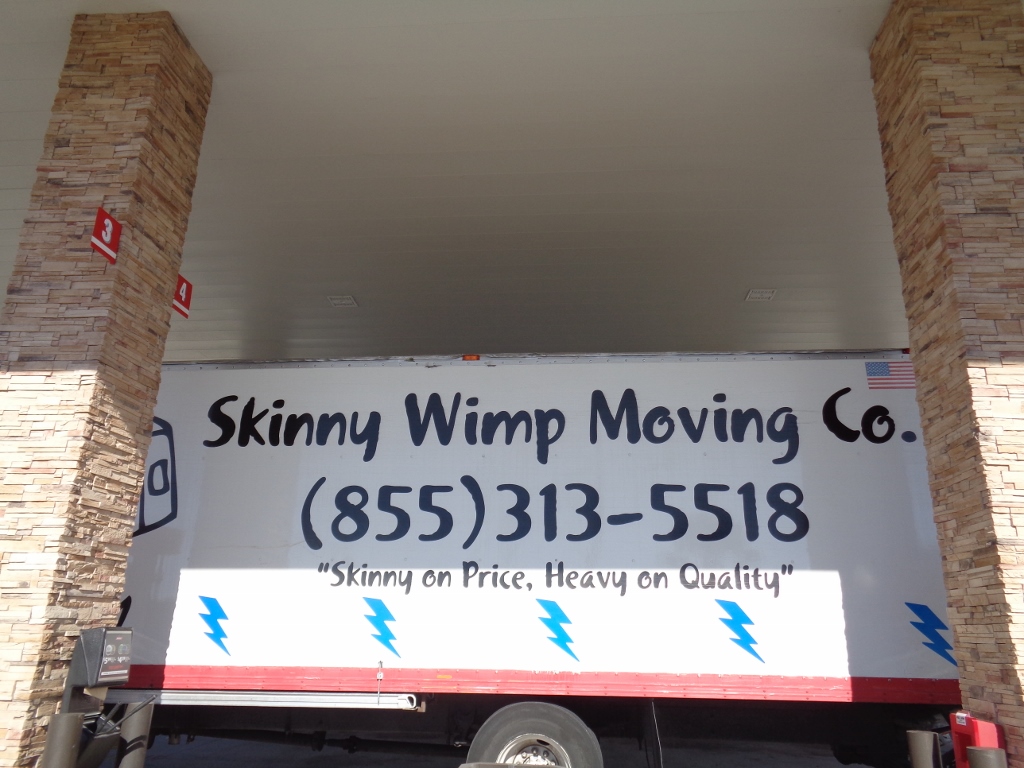 3
4
Skinny Wimp Moving Co.
(855)313-5518
"Skinny on Price, Heavy on Quality"